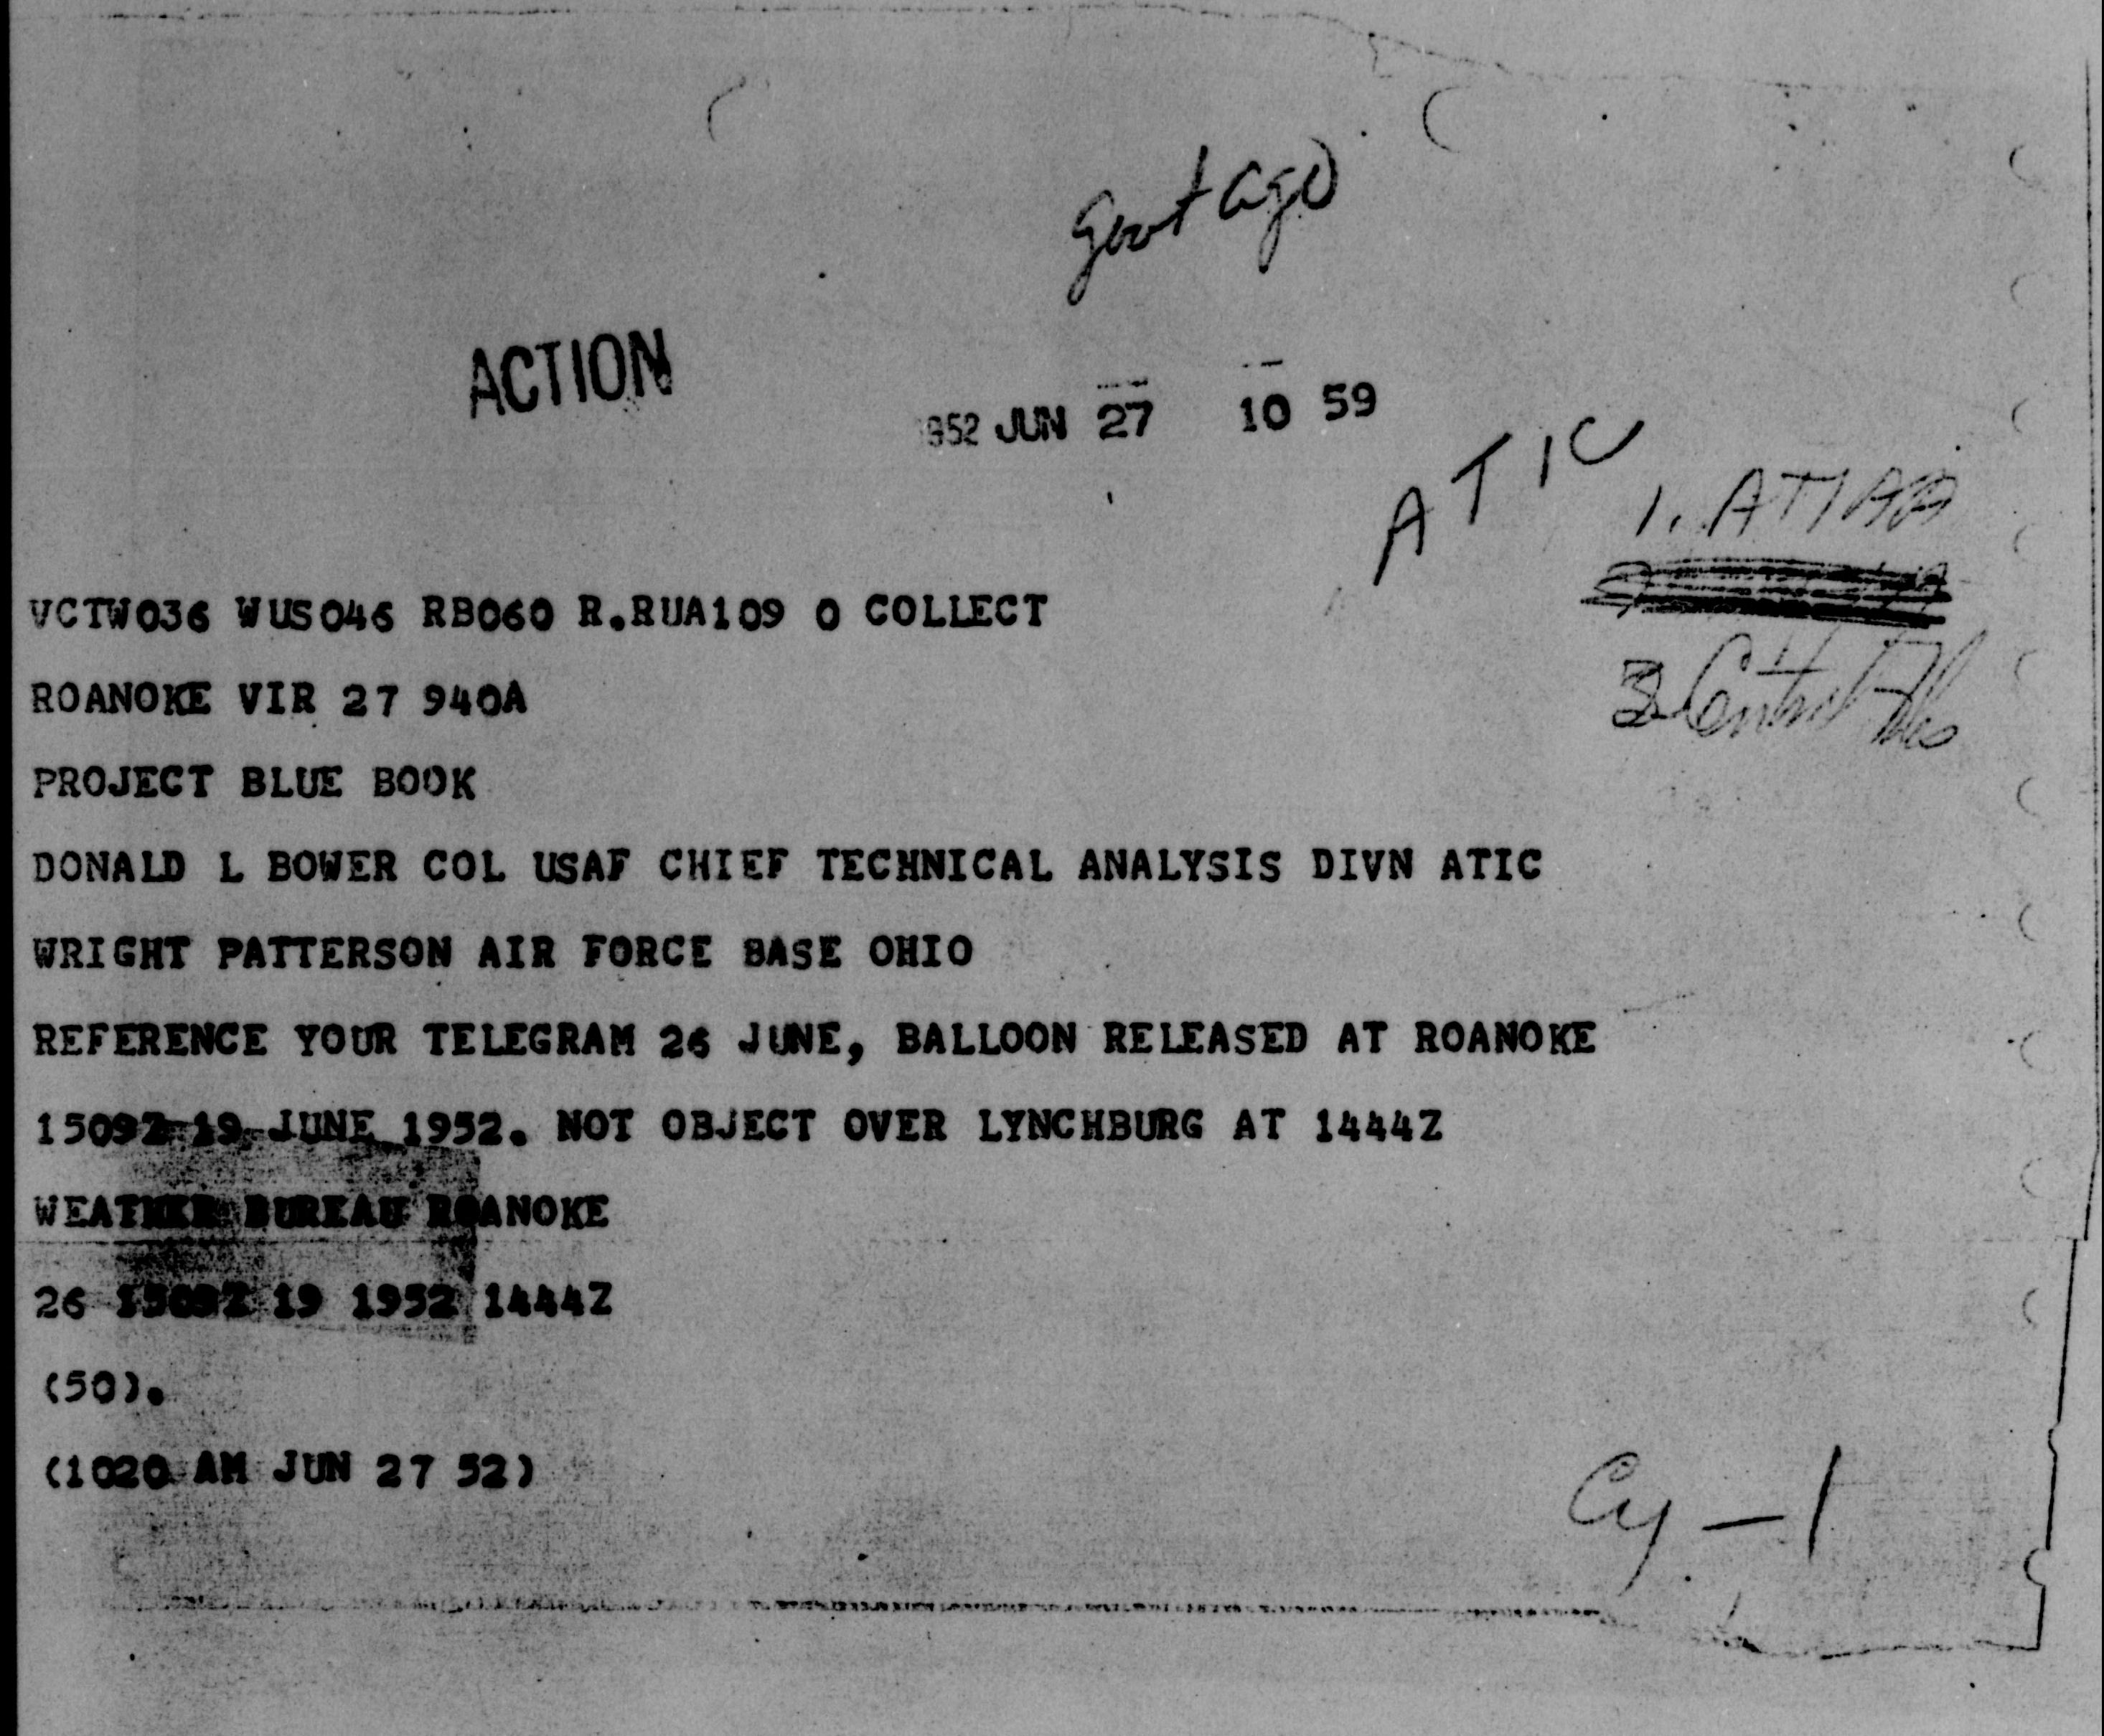 Govt
ACTION
1952 JUN 27 10 59
ATIC
1. ATIAA
VCTW036 WUS046 RB060 R.RUA109 O COLLECT
3
ROANOKE VIR 27 940A
PROJECT BLUE BOOK
DONALD L BOWER COL USAF CHIEF TECHNICAL ANALYSIS DIVN ATIC
WRIGHT PATTERSON AIR FORCE BASE OHIO
REFERENCE YOUR TELEGRAM 26 JUNE, BALLOON RELEASED AT ROANOKE
1509Z 19 JUNE 1952. NOT OBJECT OVER LYNCHBURG AT 1444Z
WEATHER BUREAU ROANOKE
26 1509Z 19 1952 1444Z
(50).
(1020 AM JUN 27 52)
Cy - 1